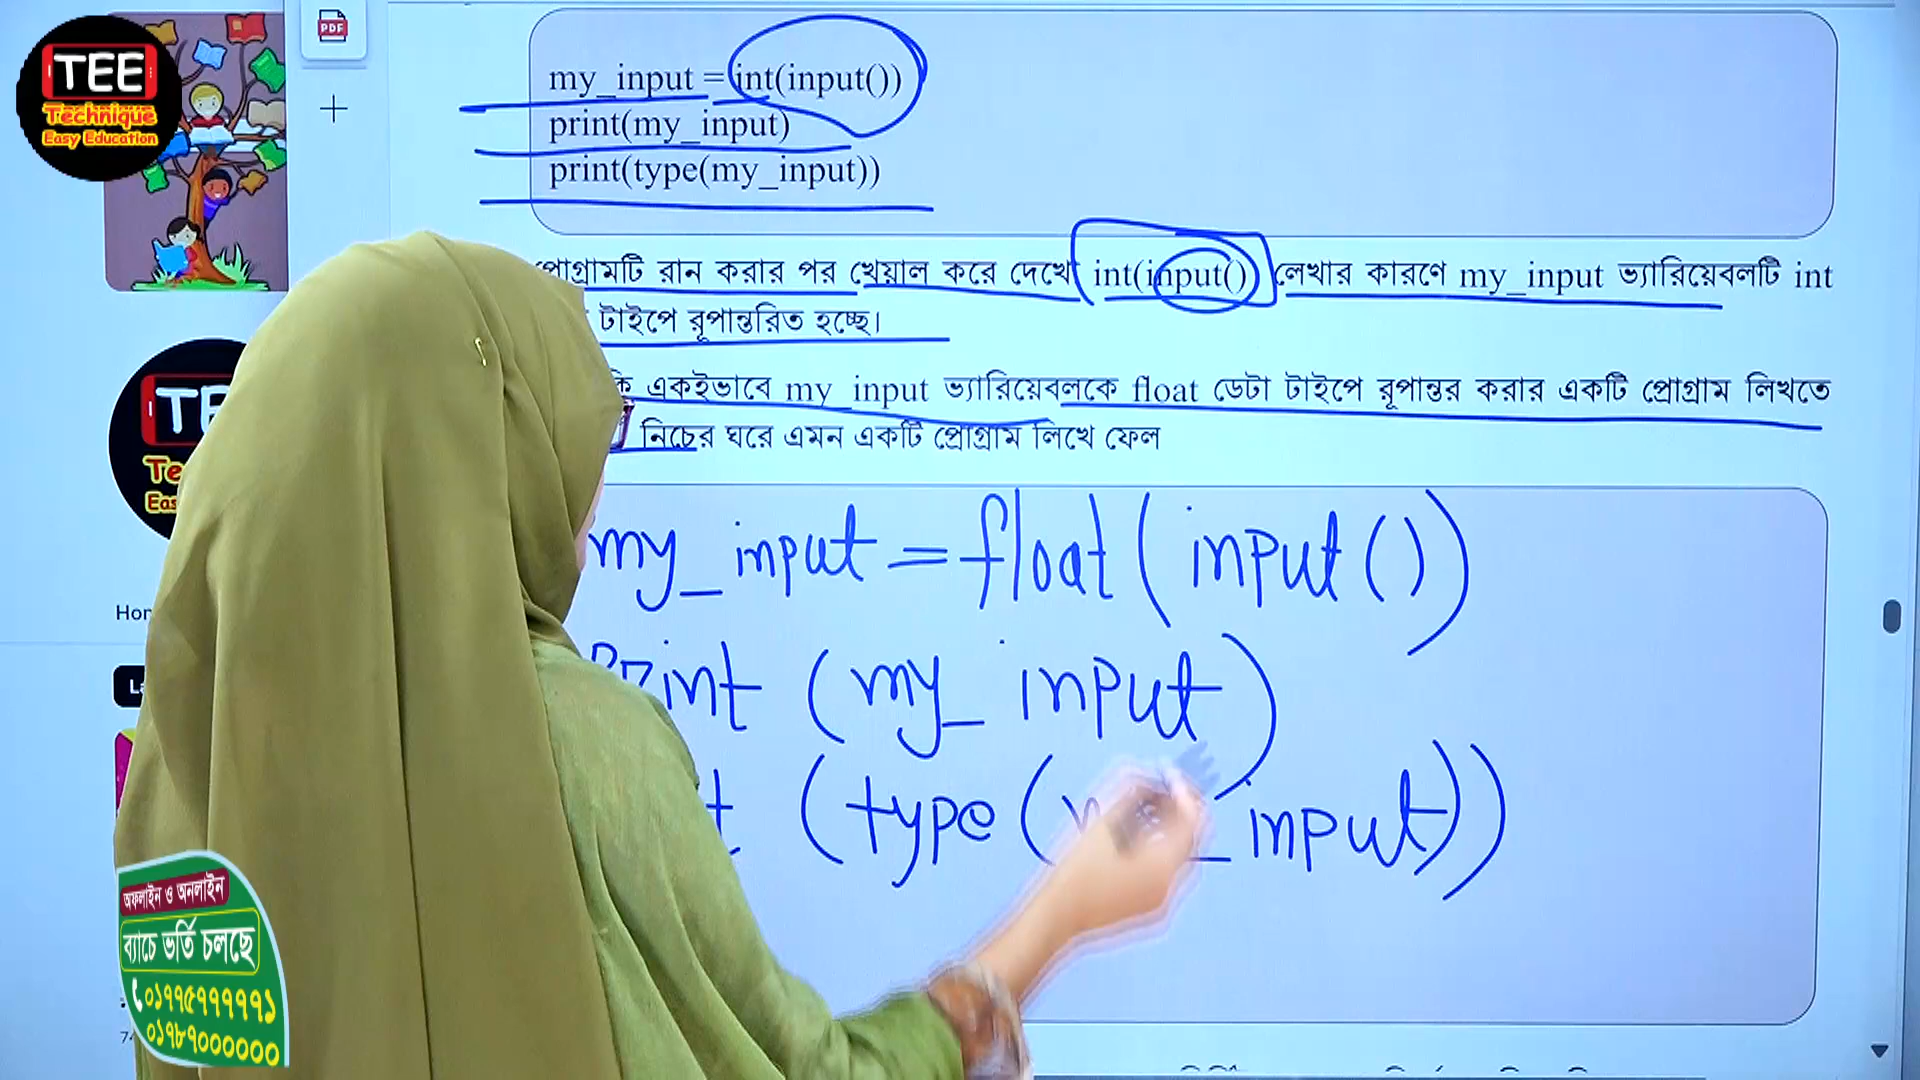 TEE
Technique
Easy Education
PDF
my_input = int(input())
print(my_input)
print(type(my_input))
প্রোগ্রামটি রান করার পর খেয়াল করে দেখো int(input() লেখার কারণে my_input ভ্যারিয়েবলটি int
টাইপে রূপান্তরিত হচ্ছে।
একইভাবে my_input ভ্যারিয়েবলকে float ডেটা টাইপে রূপান্তর করার একটি প্রোগ্রাম লিখতে
নিচের ঘরে এমন একটি প্রোগ্রাম লিখে ফেল
my_input = float(input())
print (my_input)
(type(my_input))
অফলাইন ও অনলাইন
ব্যাচে ভর্তি চলছে
০১৭৭৫৭৭৭৭৭১
০১৭৮৭০০০০০০